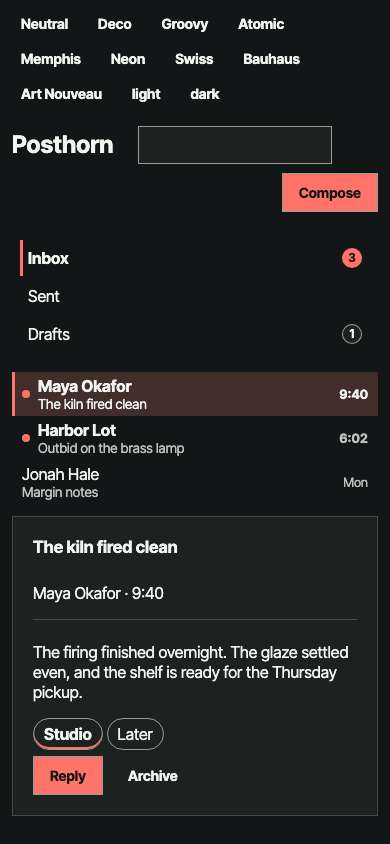 Neutral Deco Groovy Atomic
Memphis Neon Swiss Bauhaus
Art Nouveau light dark
Posthorn
Compose
Inbox 3
Sent
Drafts 1
Maya Okafor 9:40
The kiln fired clean
Harbor Lot 6:02
Outbid on the brass lamp
Jonah Hale Mon
Margin notes
The kiln fired clean
Maya Okafor · 9:40
The firing finished overnight. The glaze settled
even, and the shelf is ready for the Thursday
pickup.
Studio Later
Reply Archive